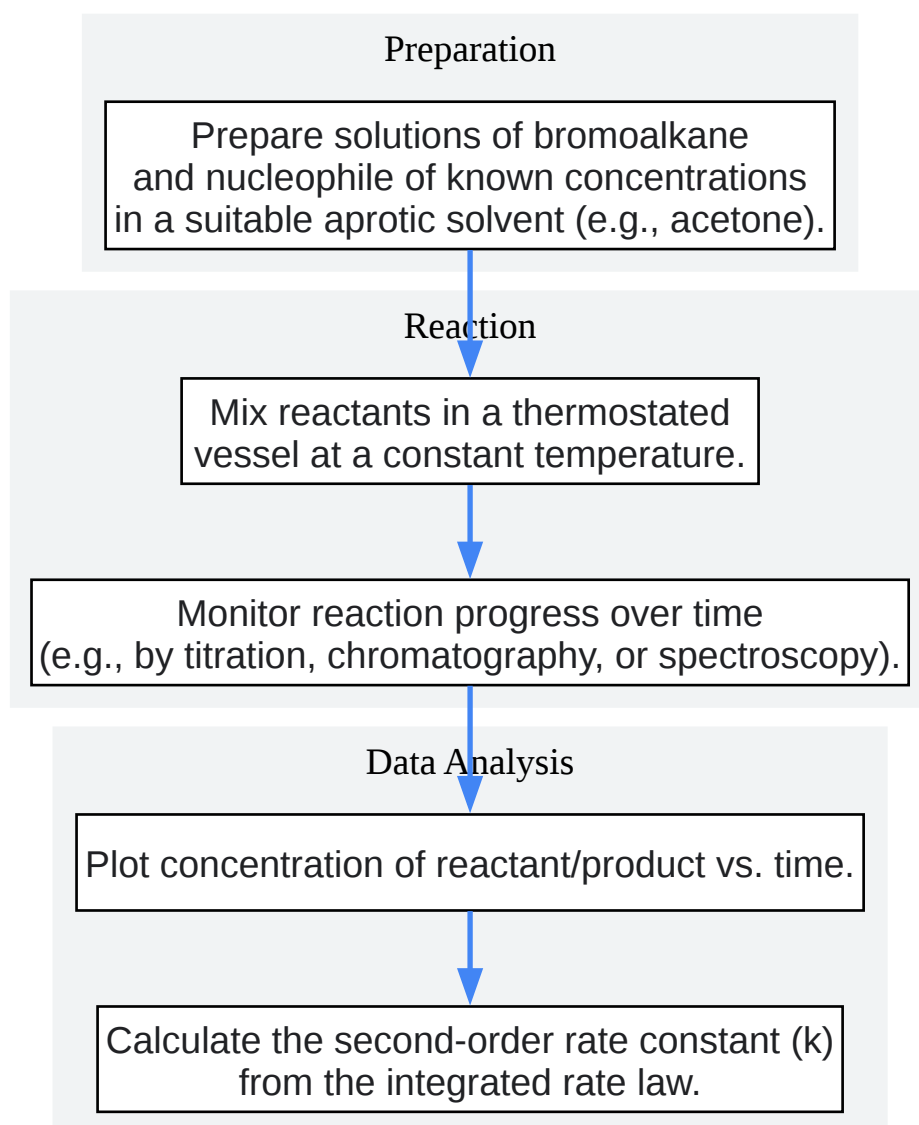 Preparation
Prepare solutions of bromoalkane
and nucleophile of known concentrations
in a suitable aprotic solvent (e.g., acetone).
Reaction
Mix reactants in a thermostated
vessel at a constant temperature.
Monitor reaction progress over time
(e.g., by titration, chromatography, or spectroscopy).
Data Analysis
Plot concentration of reactant/product vs. time.
Calculate the second-order rate constant (k)
from the integrated rate law.